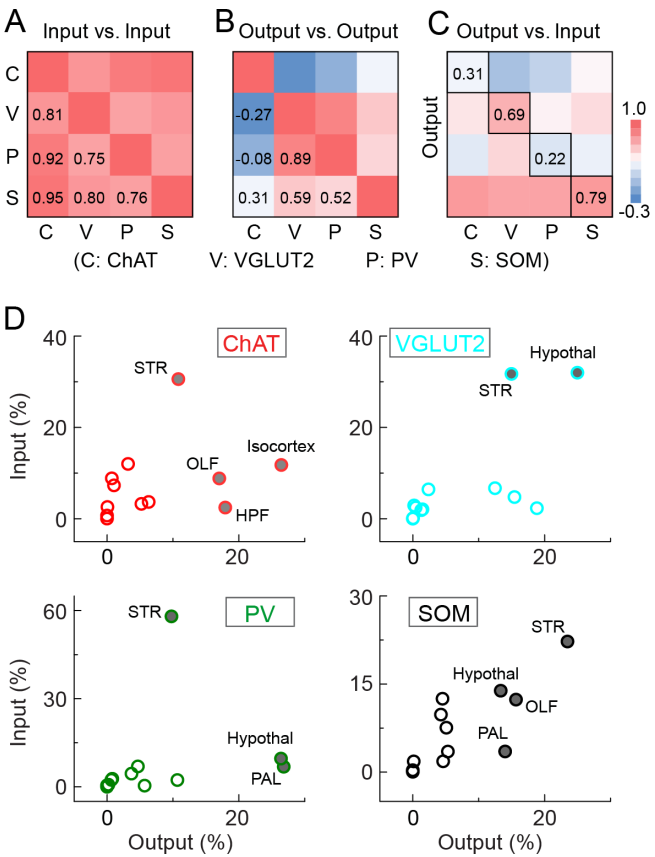 A Input vs. Input
B Output vs. Output
C Output vs. Input
C
V 0.81
P 0.92 0.75
S 0.95 0.80 0.76
C V P S
-0.27
-0.08 0.89
0.31 0.59 0.52
C V P S
Output
0.31
0.69
0.22
0.79
C V P S
1.0
-0.3
(C: ChAT V: VGLUT2 P: PV S: SOM)
D
ChAT
Input (%)
40
20
0
0 20
STR
Isocortex
OLF
HPF
VGLUT2
40
20
0
0 20
Hypothal
STR
PV
Input (%)
60
30
0
0 20
Output (%)
STR
Hypothal
PAL
SOM
30
15
0
0 20
Output (%)
STR
Hypothal
OLF
PAL